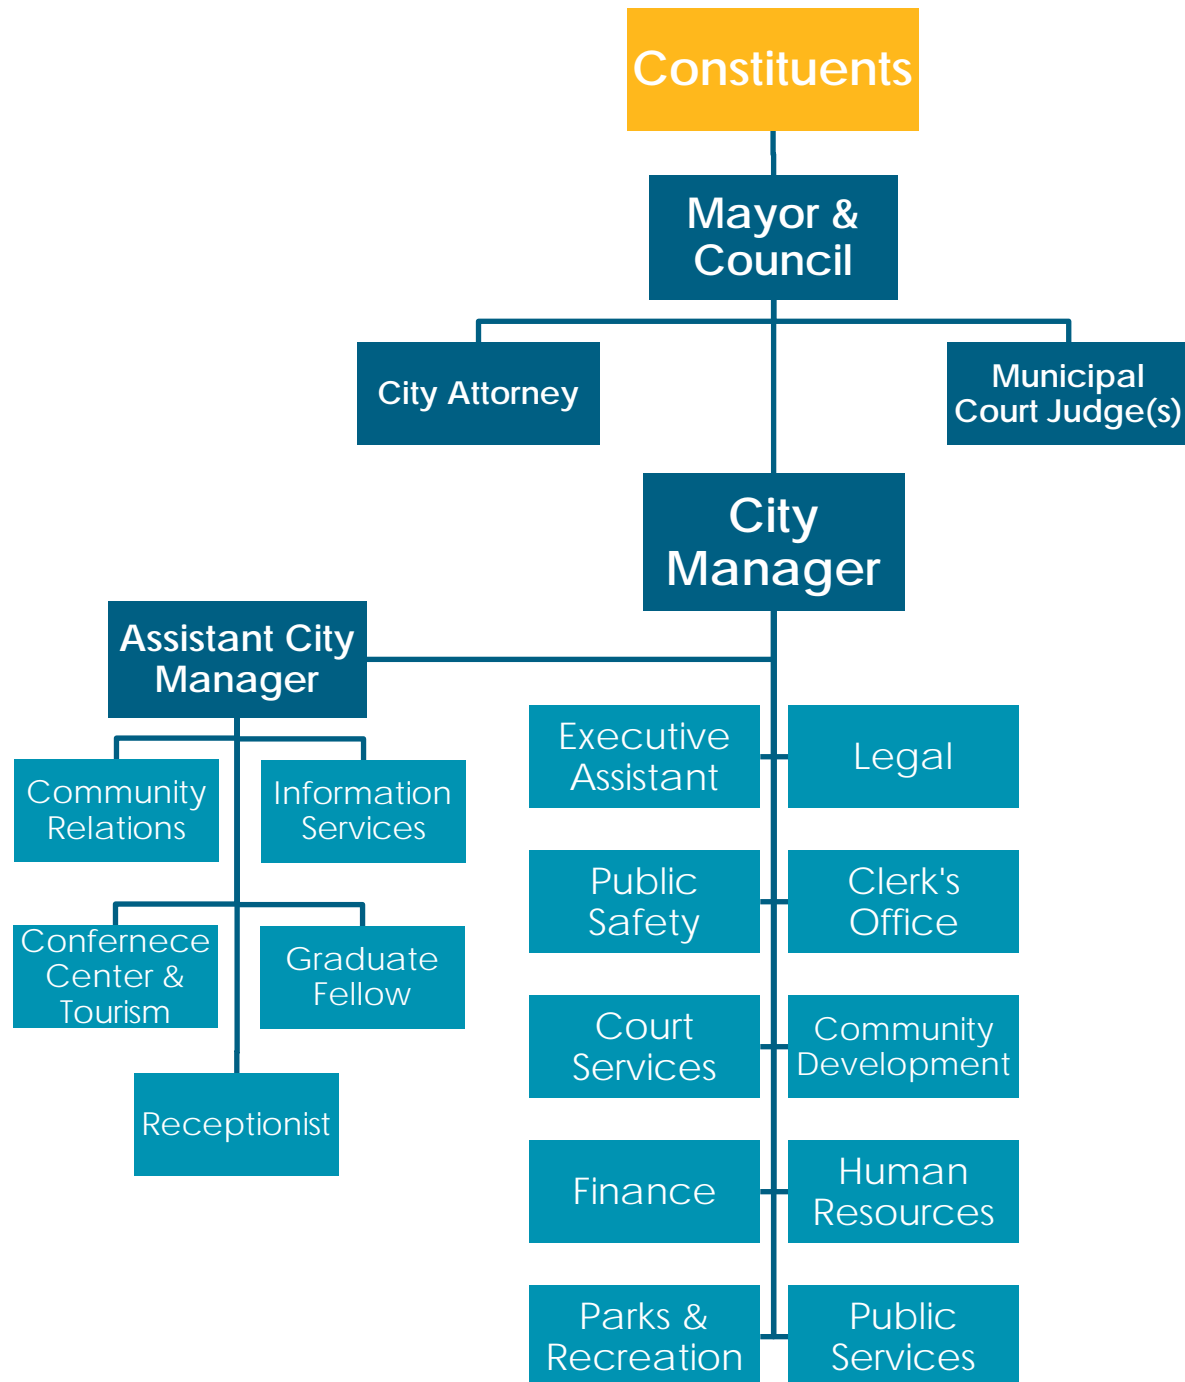 Constituents
Mayor &
Council
City Attorney
Municipal
Court Judge(s)
City
Manager
Assistant City
Manager
Community
Relations
Information
Services
Confernece
Center &
Tourism
Graduate
Fellow
Receptionist
Executive
Assistant
Legal
Public
Safety
Clerk's
Office
Court
Services
Community
Development
Finance
Human
Resources
Parks &
Recreation
Public
Services